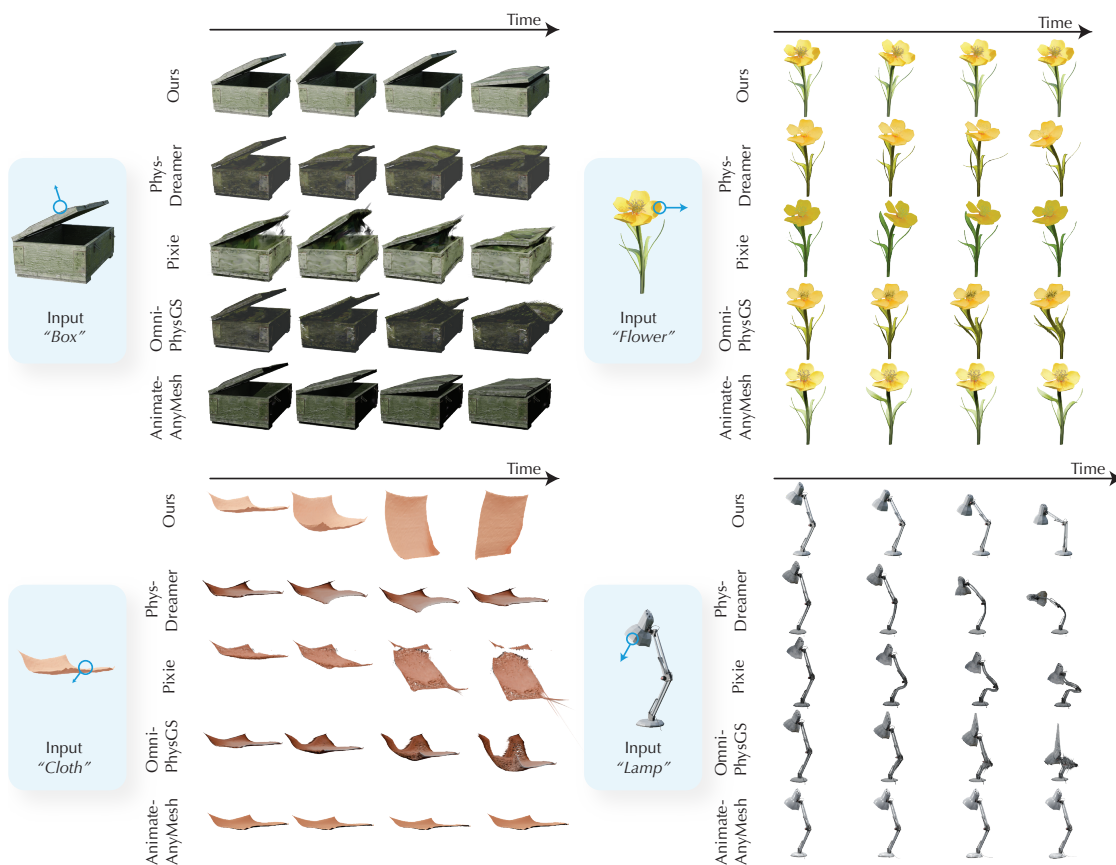 Time
Ours
Phys-
Dreamer
Pixie
Omni-
PhysGS
Animate-
AnyMesh
Input
"Box"
Time
Ours
Phys-
Dreamer
Pixie
Omni-
PhysGS
Animate-
AnyMesh
Input
"Flower"
Time
Ours
Phys-
Dreamer
Pixie
Omni-
PhysGS
Animate-
AnyMesh
Input
"Cloth"
Time
Ours
Phys-
Dreamer
Pixie
Omni-
PhysGS
Animate-
AnyMesh
Input
"Lamp"